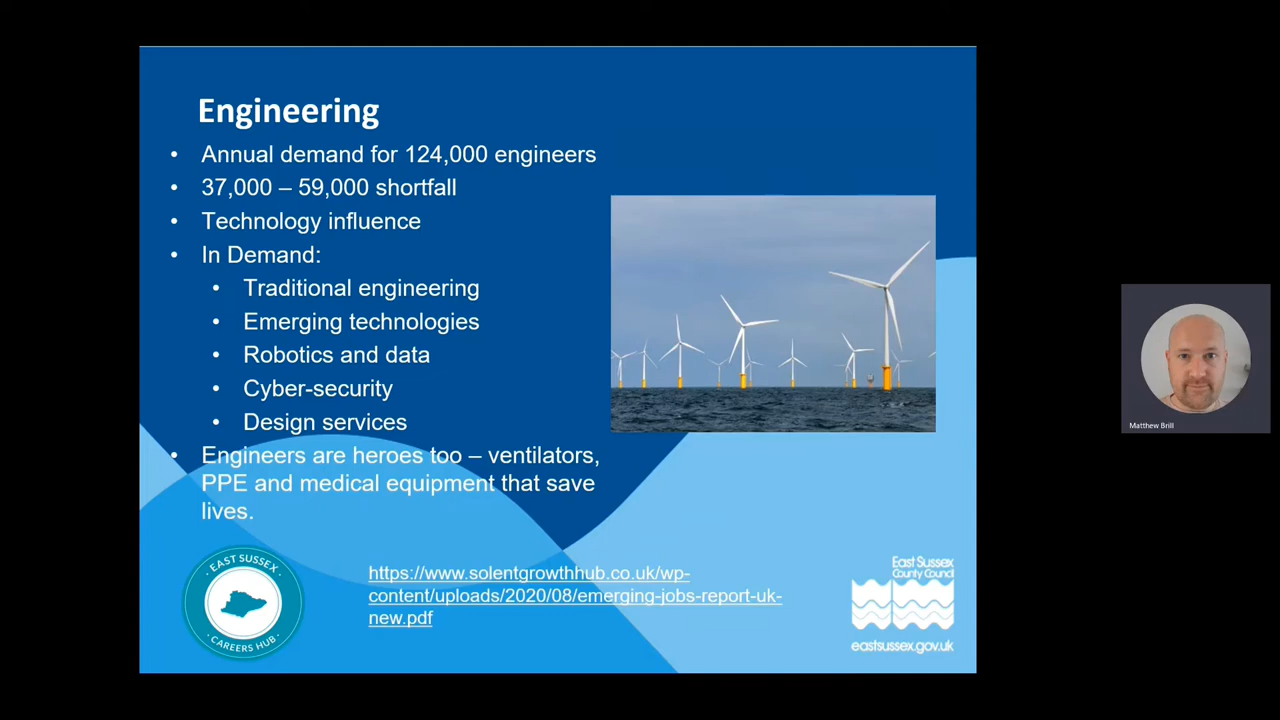 Engineering
• Annual demand for 124,000 engineers
• 37,000 – 59,000 shortfall
• Technology influence
• In Demand:
• Traditional engineering
• Emerging technologies
• Robotics and data
• Cyber-security
• Design services
• Engineers are heroes too – ventilators,
PPE and medical equipment that save
lives.
Matthew Brill
• EAST SUSSEX •
• CAREERS HUB •
https://www.solentgrowthhub.co.uk/wp-
content/uploads/2020/08/emerging-jobs-report-uk-
new.pdf
East Sussex
County Council
eastsussex.gov.uk